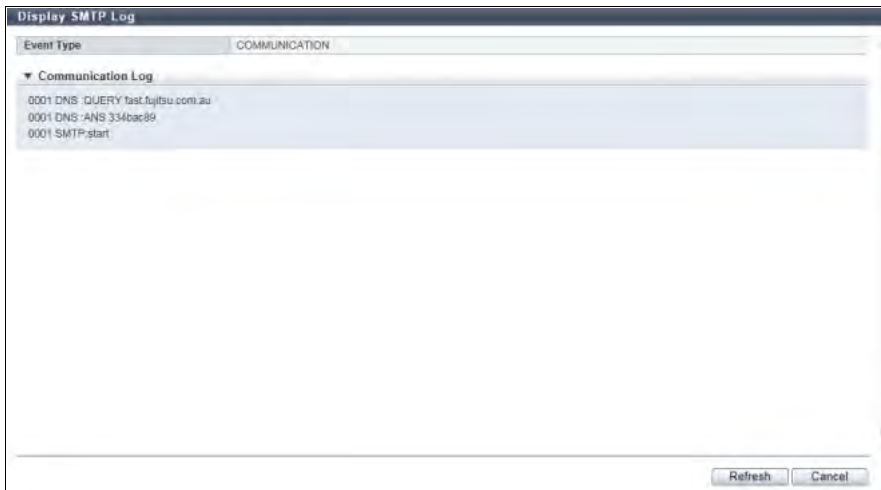 Display SMTP Log
Event Type COMMUNICATION
▼ Communication Log
0001 DNS :QUERY fast.fujitsu.com.au
0001 DNS :ANS 334bac89
0001 SMTP:start
Refresh Cancel